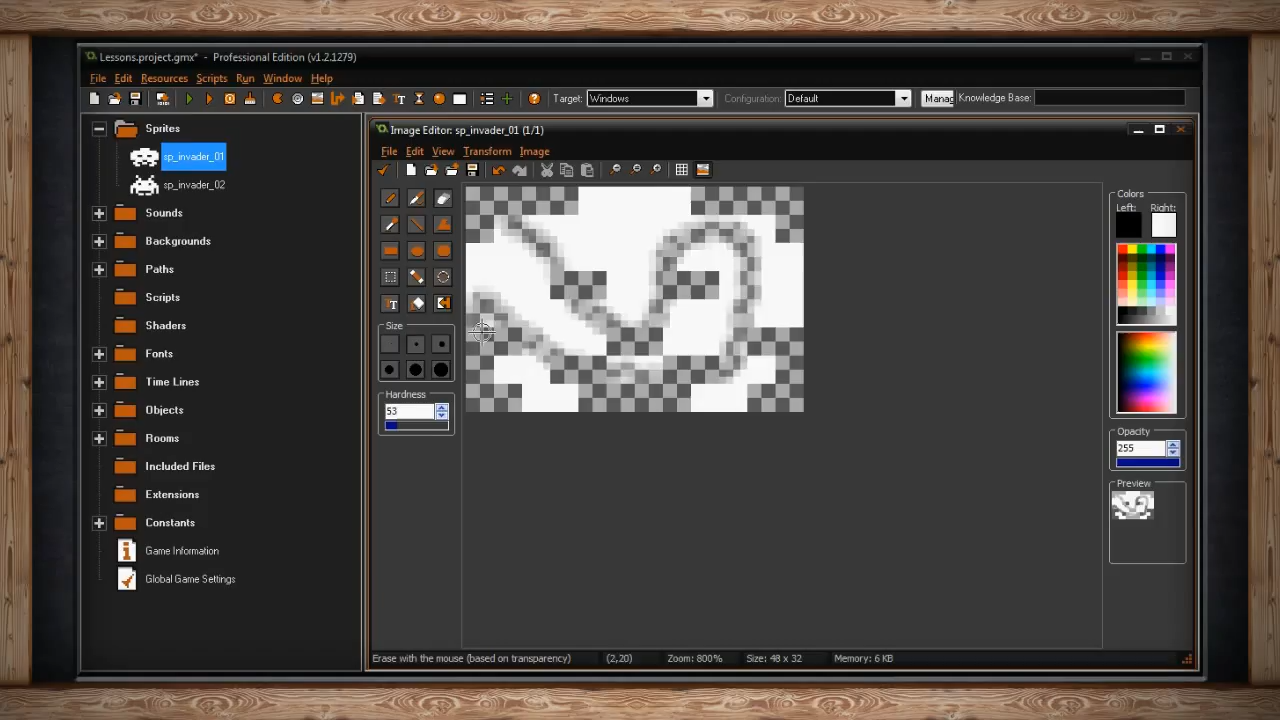 Lessons.project.gmx* - Professional Edition (v1.2.1279)
File Edit Resources Scripts Run Window Help
Target: Windows Configuration: Default Manag Knowledge Base:
Sprites
sp_invader_01
sp_invader_02
Sounds
Backgrounds
Paths
Scripts
Shaders
Fonts
Time Lines
Objects
Rooms
Included Files
Extensions
Constants
Game Information
Global Game Settings
Image Editor: sp_invader_01 (1/1)
File Edit View Transform Image
Size
Hardness
53
Colors
Left: Right:
Opacity
255
Preview
Erase with the mouse (based on transparency) (2,20) Zoom: 800% Size: 48 x 32 Memory: 6 KB